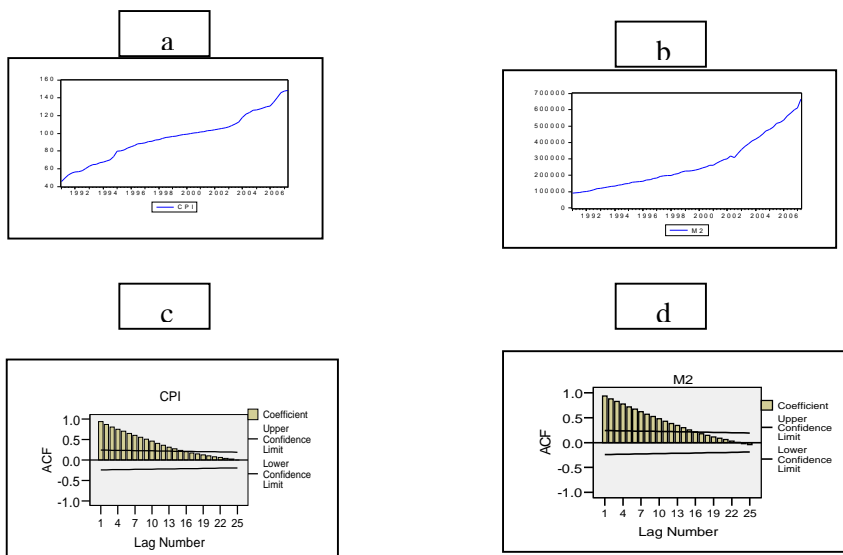 a
b
160
140
120
100
80
60
40
1992 1994 1996 1998 2000 2002 2004 2006
CPI
700000
600000
500000
400000
300000
200000
100000
0
1992 1994 1996 1998 2000 2002 2004 2006
M2
c
d
CPI
1.0
0.5
0.0
-0.5
-1.0
ACF
1 4 7 10 13 16 19 22 25
Lag Number
Coefficient
Upper
Confidence
Limit
Lower
Confidence
Limit
M2
1.0
0.5
0.0
-0.5
-1.0
ACF
1 4 7 10 13 16 19 22 25
Lag Number
Coefficient
Upper
Confidence
Limit
Lower
Confidence
Limit